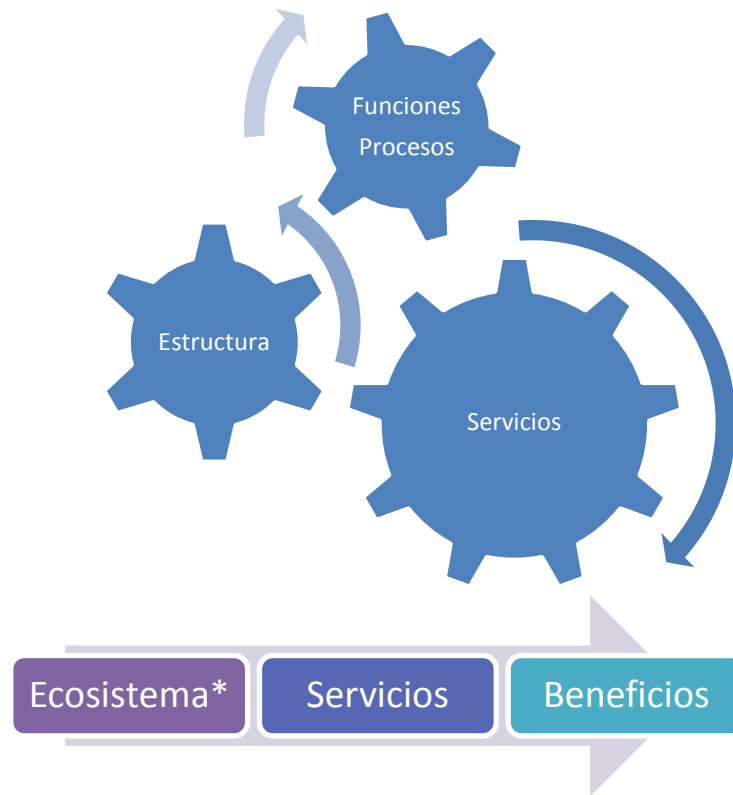 Funciones
Procesos
Estructura
Servicios
Ecosistema*
Servicios
Beneficios